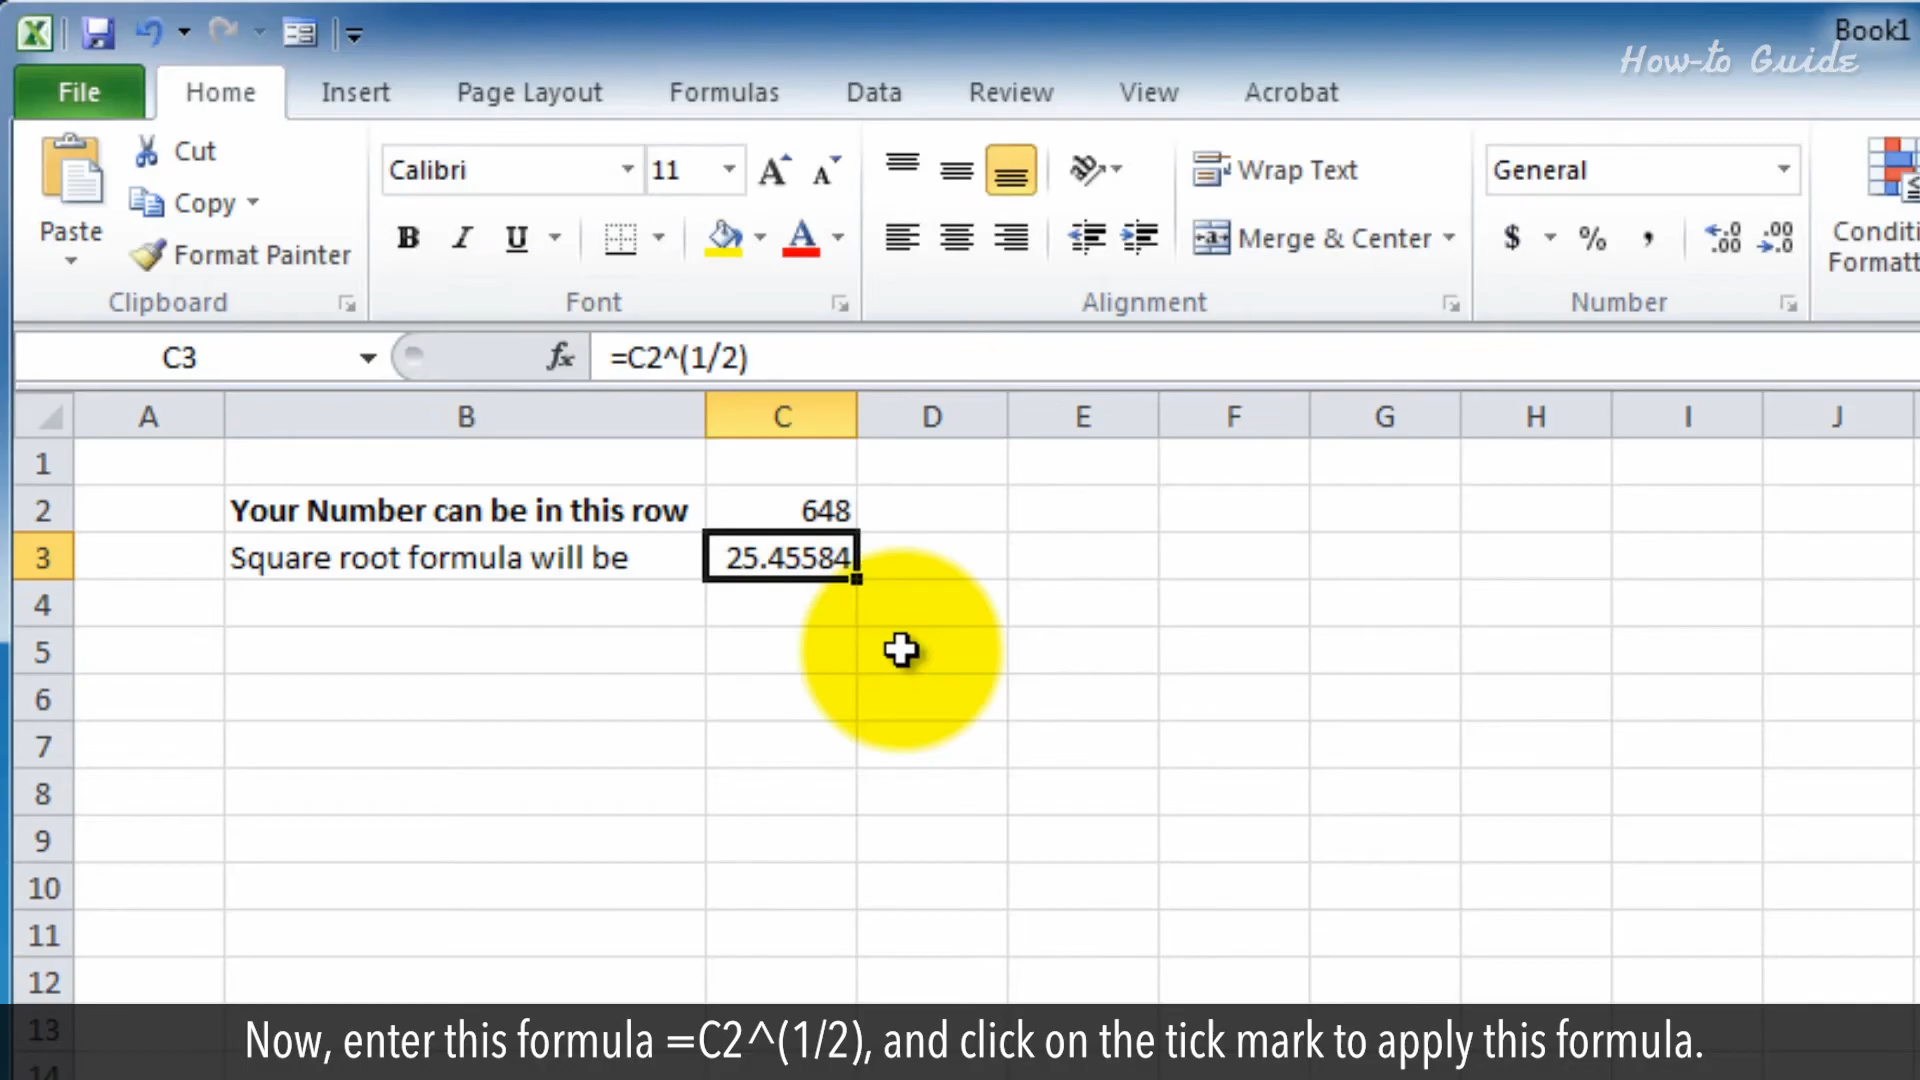 Book1
How-to Guide
File Home Insert Page Layout Formulas Data Review View Acrobat
Cut
Copy
Format Painter
Paste
Clipboard
Calibri 11
B I U
Font
Wrap Text
Merge & Center
Alignment
General
$ % ,
Number
Conditi
Formatt
C3 fx =C2^(1/2)
A B C D E F G H I J
1
2 Your Number can be in this row 648
3 Square root formula will be 25.45584
4
5
6
7
8
9
10
11
12
13
14
Now, enter this formula =C2^(1/2), and click on the tick mark to apply this formula.